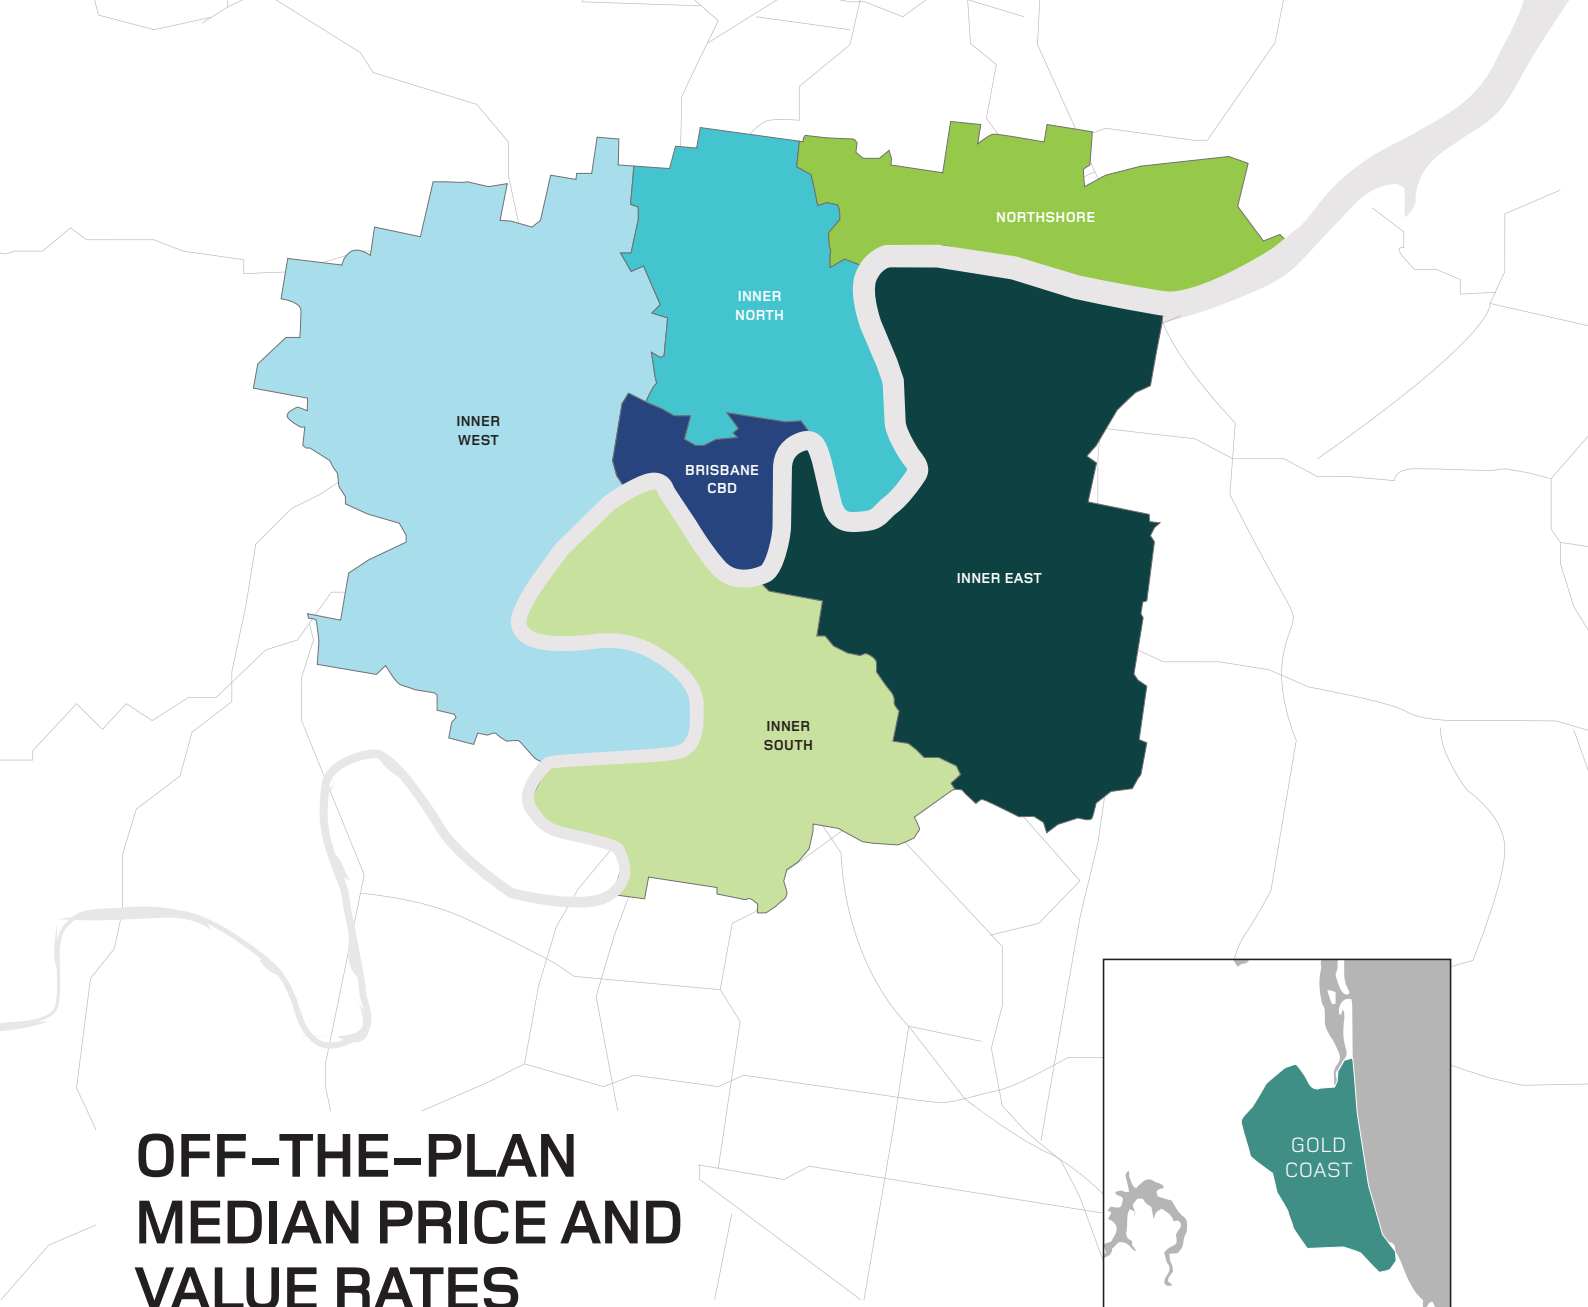 NORTHSHORE
INNER
NORTH
INNER
WEST
BRISBANE
CBD
INNER EAST
INNER
SOUTH
OFF-THE-PLAN
MEDIAN PRICE AND
VALUE RATES
GOLD
COAST